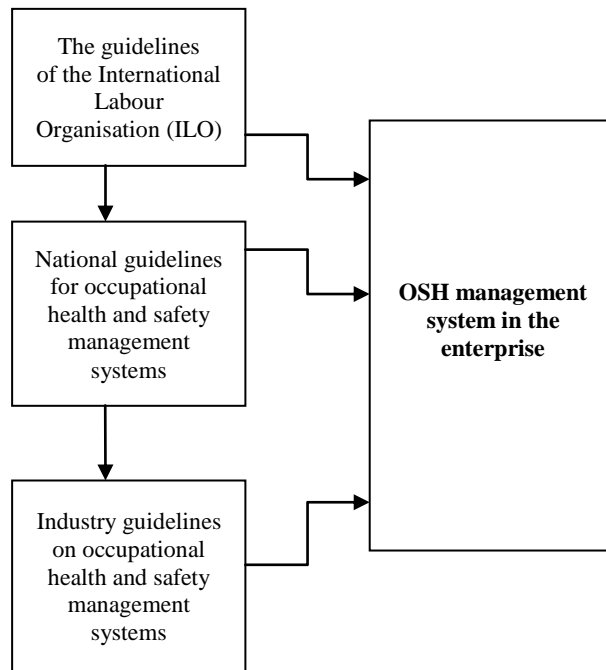 The guidelines
of the International
Labour
Organisation (ILO)
National guidelines
for occupational
health and safety
management
systems
OSH management
system in the
enterprise
Industry guidelines
on occupational
health and safety
management
systems